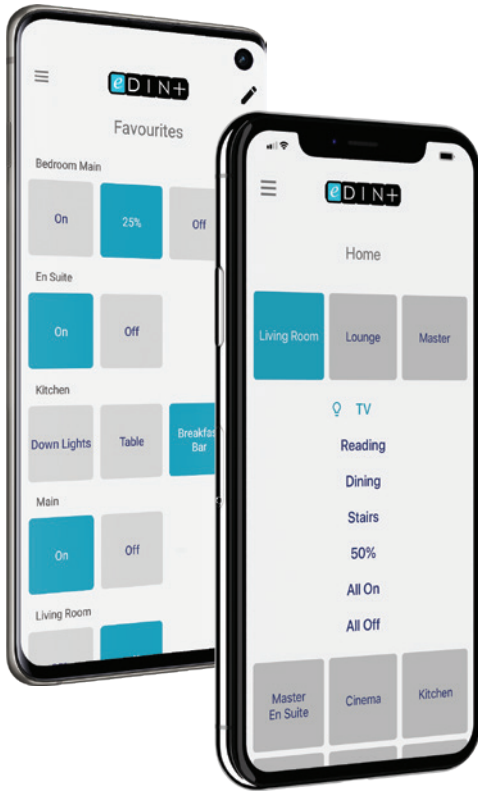 eDIN+
Favourites
Bedroom Main
On
25%
Off
En Suite
On
Off
Kitchen
Down Lights
Table
Breakfast
Bar
Main
On
Off
Living Room
eDIN+
Home
Living Room
Lounge
Master
TV
Reading
Dining
Stairs
50%
All On
All Off
Master
En Suite
Cinema
Kitchen